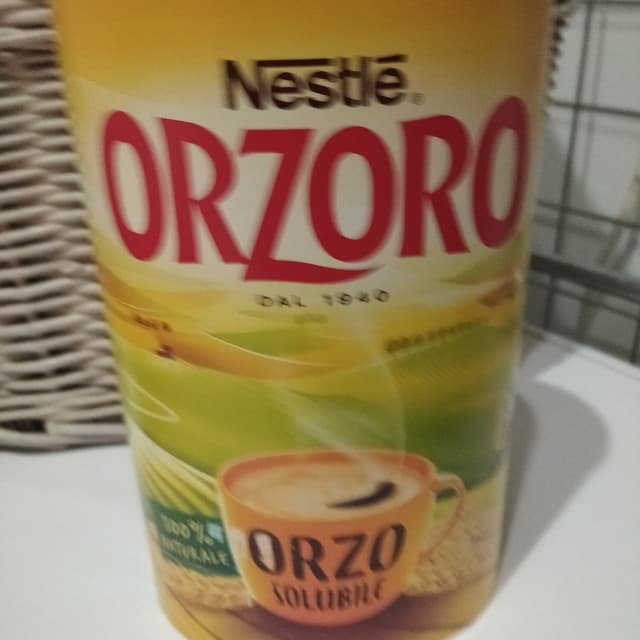 Nestlé®
ORZORO
DAL 1940
100%
NATURALE
ORZO
SOLUBILE